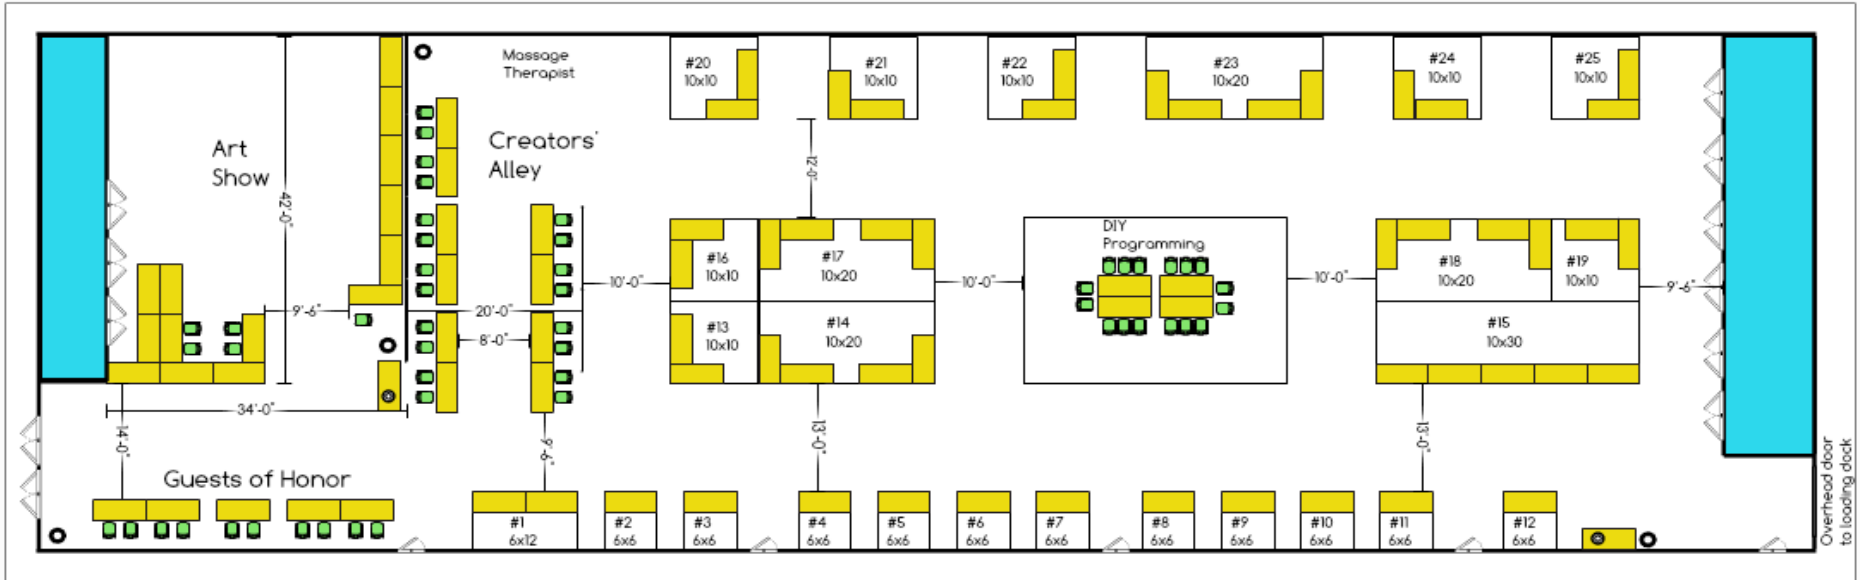 Massage
Therapist
#20
10x10
#21
10x10
#22
10x10
#23
10x20
#24
10x10
#25
10x10
Art
Show
Creators'
Alley
42'-0"
12'-0"
DIY
Programming
#16
10x10
#17
10x20
#18
10x20
#19
10x10
10'-0"
10'-0"
10'-0"
9'-6"
9'-6"
20'-0"
8'-0"
#13
10x10
#14
10x20
#15
10x30
34'-0"
14'-0"
9'-6"
13'-0"
13'-0"
Guests of Honor
#1
6x12
#2
6x6
#3
6x6
#4
6x6
#5
6x6
#6
6x6
#7
6x6
#8
6x6
#9
6x6
#10
6x6
#11
6x6
#12
6x6
Overhead door
to loading dock